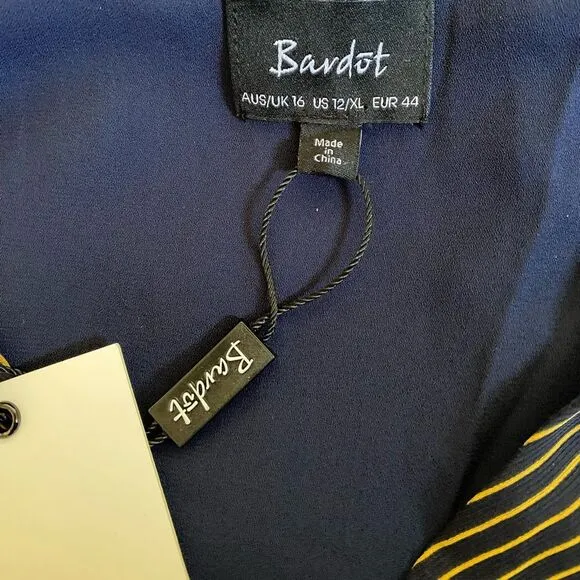 Bardot
AUS/UK 16 US 12/XL EUR 44
Made
in
China
Bardot